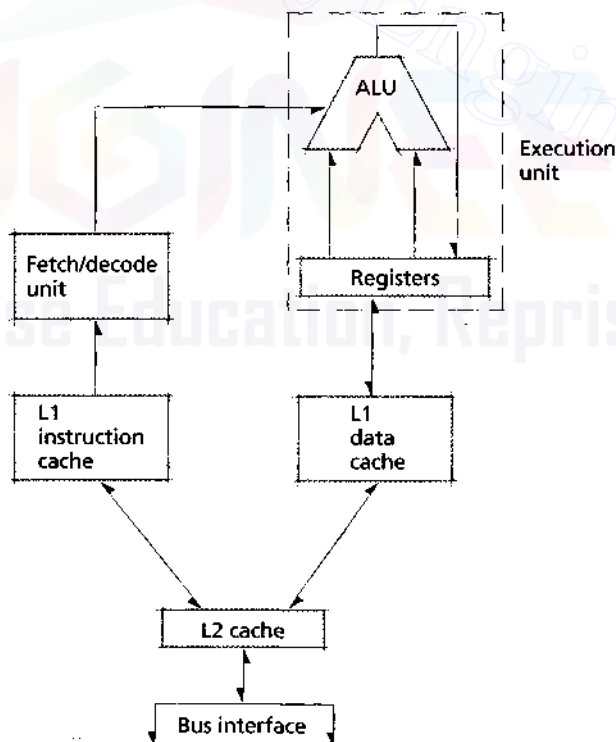 ALU
Execution
unit
Fetch/decode
unit
Registers
L1
instruction
cache
L1
data
cache
L2 cache
Bus interface